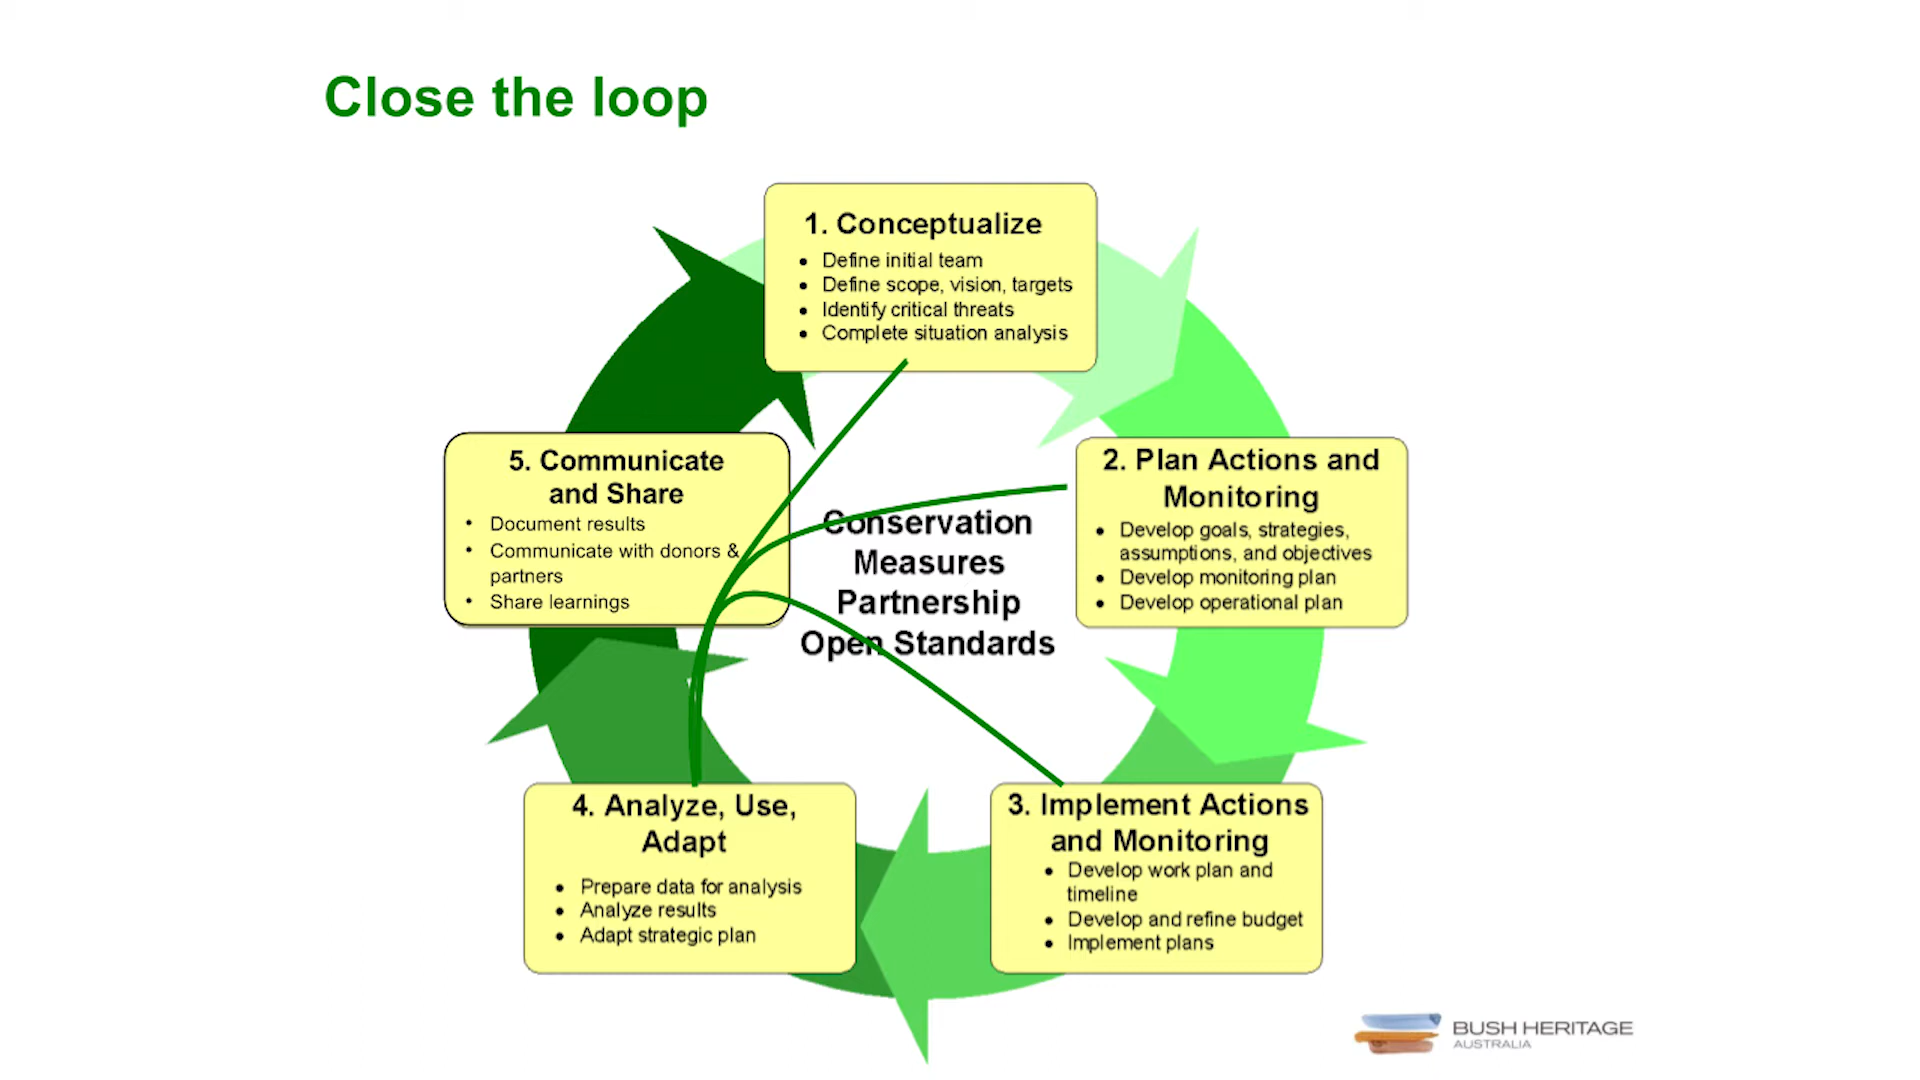 Close the loop
1. Conceptualize
• Define initial team
• Define scope, vision, targets
• Identify critical threats
• Complete situation analysis
2. Plan Actions and
Monitoring
• Develop goals, strategies,
assumptions, and objectives
• Develop monitoring plan
• Develop operational plan
3. Implement Actions
and Monitoring
• Develop work plan and
timeline
• Develop and refine budget
• Implement plans
4. Analyze, Use,
Adapt
• Prepare data for analysis
• Analyze results
• Adapt strategic plan
5. Communicate
and Share
• Document results
• Communicate with donors &
partners
• Share learnings
Conservation
Measures
Partnership
Open Standards
BUSH HERITAGE
AUSTRALIA